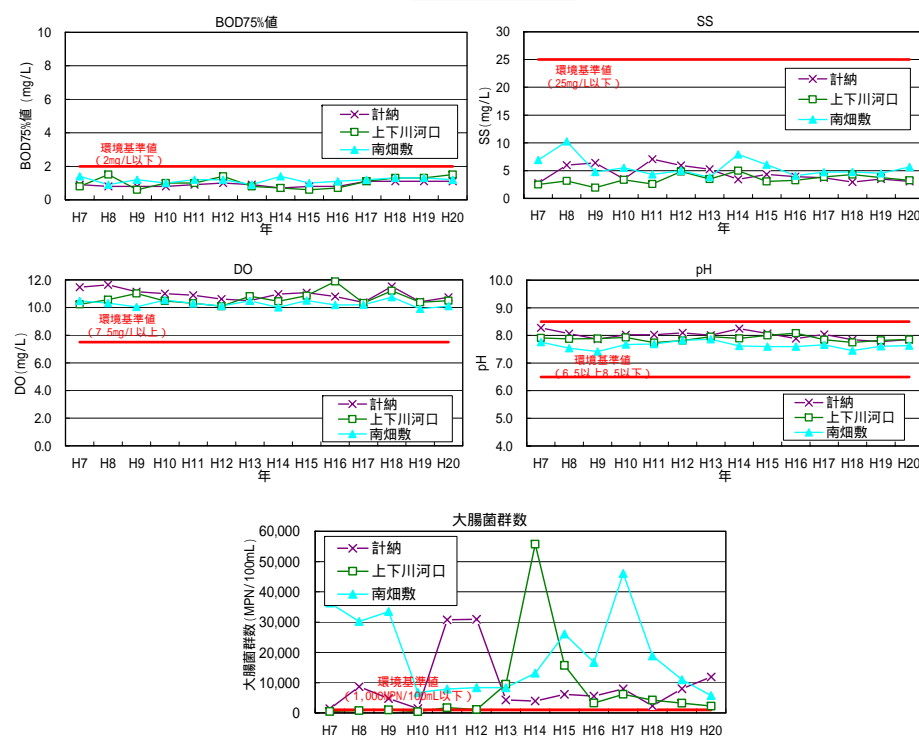 BOD75%値
BOD75%値 (mg/L)
10
8
6
4
2
0
環境基準値
(2mg/L以下)
計納
上下川河口
南畑敷
H7 H8 H9 H10 H11 H12 H13 H14 H15 H16 H17 H18 H19 H20
年
SS
SS(mg/L)
30
25
20
15
10
5
0
環境基準値
(25mg/L以下)
計納
上下川河口
南畑敷
H7 H8 H9 H10 H11 H12 H13 H14 H15 H16 H17 H18 H19 H20
年
DO
DO(mg/L)
12.0
10.0
8.0
6.0
4.0
2.0
0.0
環境基準値
(7.5mg/L以上)
計納
上下川河口
南畑敷
H7 H8 H9 H10 H11 H12 H13 H14 H15 H16 H17 H18 H19 H20
年
pH
pH
10.0
9.0
8.0
7.0
6.0
5.0
4.0
環境基準値
(6.5以上8.5以下)
計納
上下川河口
南畑敷
H7 H8 H9 H10 H11 H12 H13 H14 H15 H16 H17 H18 H19 H20
年
大腸菌群数
大腸菌群数(MPN/100mL)
60,000
50,000
40,000
30,000
20,000
10,000
0
計納
上下川河口
南畑敷
環境基準値
(1,000MPN/100mL以下)
H7 H8 H9 H10 H11 H12 H13 H14 H15 H16 H17 H18 H19 H20